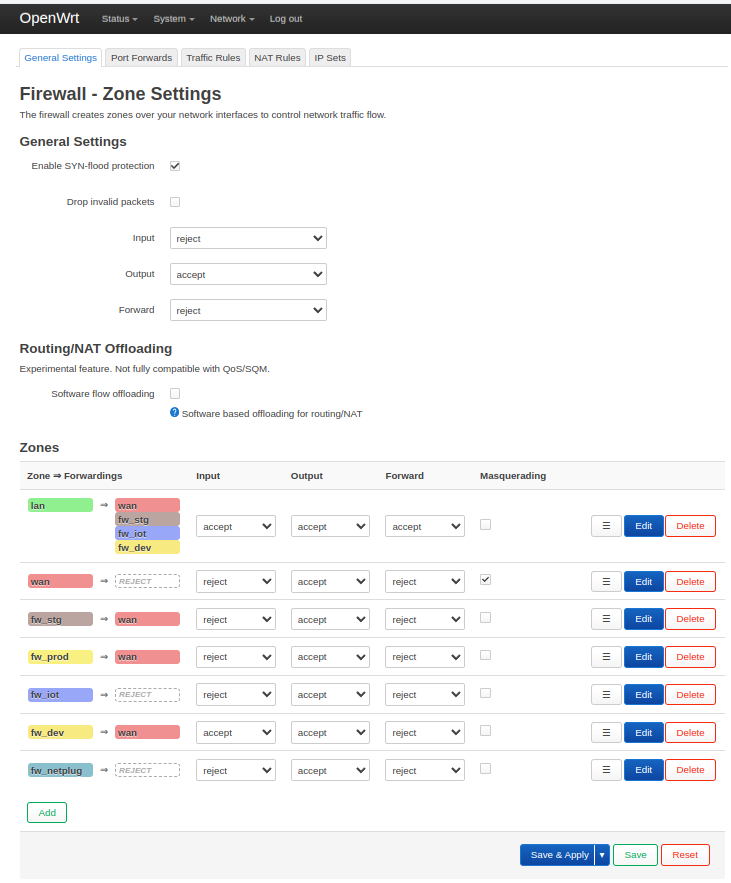 OpenWrt Status System Network Log out
General Settings Port Forwards Traffic Rules NAT Rules IP Sets
Firewall - Zone Settings
The firewall creates zones over your network interfaces to control network traffic flow.
General Settings
Enable SYN-flood protection
Drop invalid packets
Input reject
Output accept
Forward reject
Routing/NAT Offloading
Experimental feature. Not fully compatible with QoS/SQM.
Software flow offloading
? Software based offloading for routing/NAT
Zones
Zone ⇒ Forwardings Input Output Forward Masquerading
lan ⇒ wan
fw_stg
fw_iot
fw_dev
accept accept accept ☰ Edit Delete
wan ⇒ REJECT reject accept reject ☰ Edit Delete
fw_stg ⇒ wan reject accept reject ☰ Edit Delete
fw_prod ⇒ wan reject accept reject ☰ Edit Delete
fw_iot ⇒ REJECT reject accept reject ☰ Edit Delete
fw_dev ⇒ wan accept accept reject ☰ Edit Delete
fw_netplug ⇒ REJECT reject accept reject ☰ Edit Delete
Add
Save & Apply ▾ Save Reset